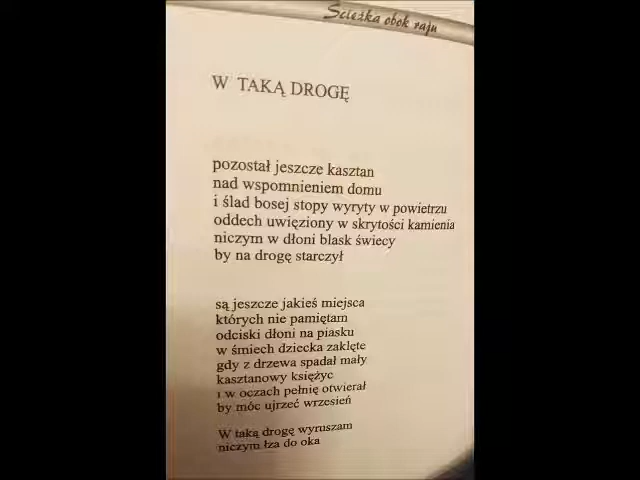 Ścieżka obok raju
W TAKĄ DROGĘ
pozostał jeszcze kasztan
nad wspomnieniem domu
i ślad bosej stopy wyryty w powietrzu
oddech uwięziony w skrytości kamienia
niczym w dłoni blask świecy
by na drogę starczył
są jeszcze jakieś miejsca
których nie pamiętam
odciski dłoni na piasku
w śmiech dziecka zaklęte
gdy z drzewa spadał mały
kasztanowy księżyc
i w oczach pełnię otwierał
by móc ujrzeć wrzesień
W taką drogę wyruszam
niczym łza do oka